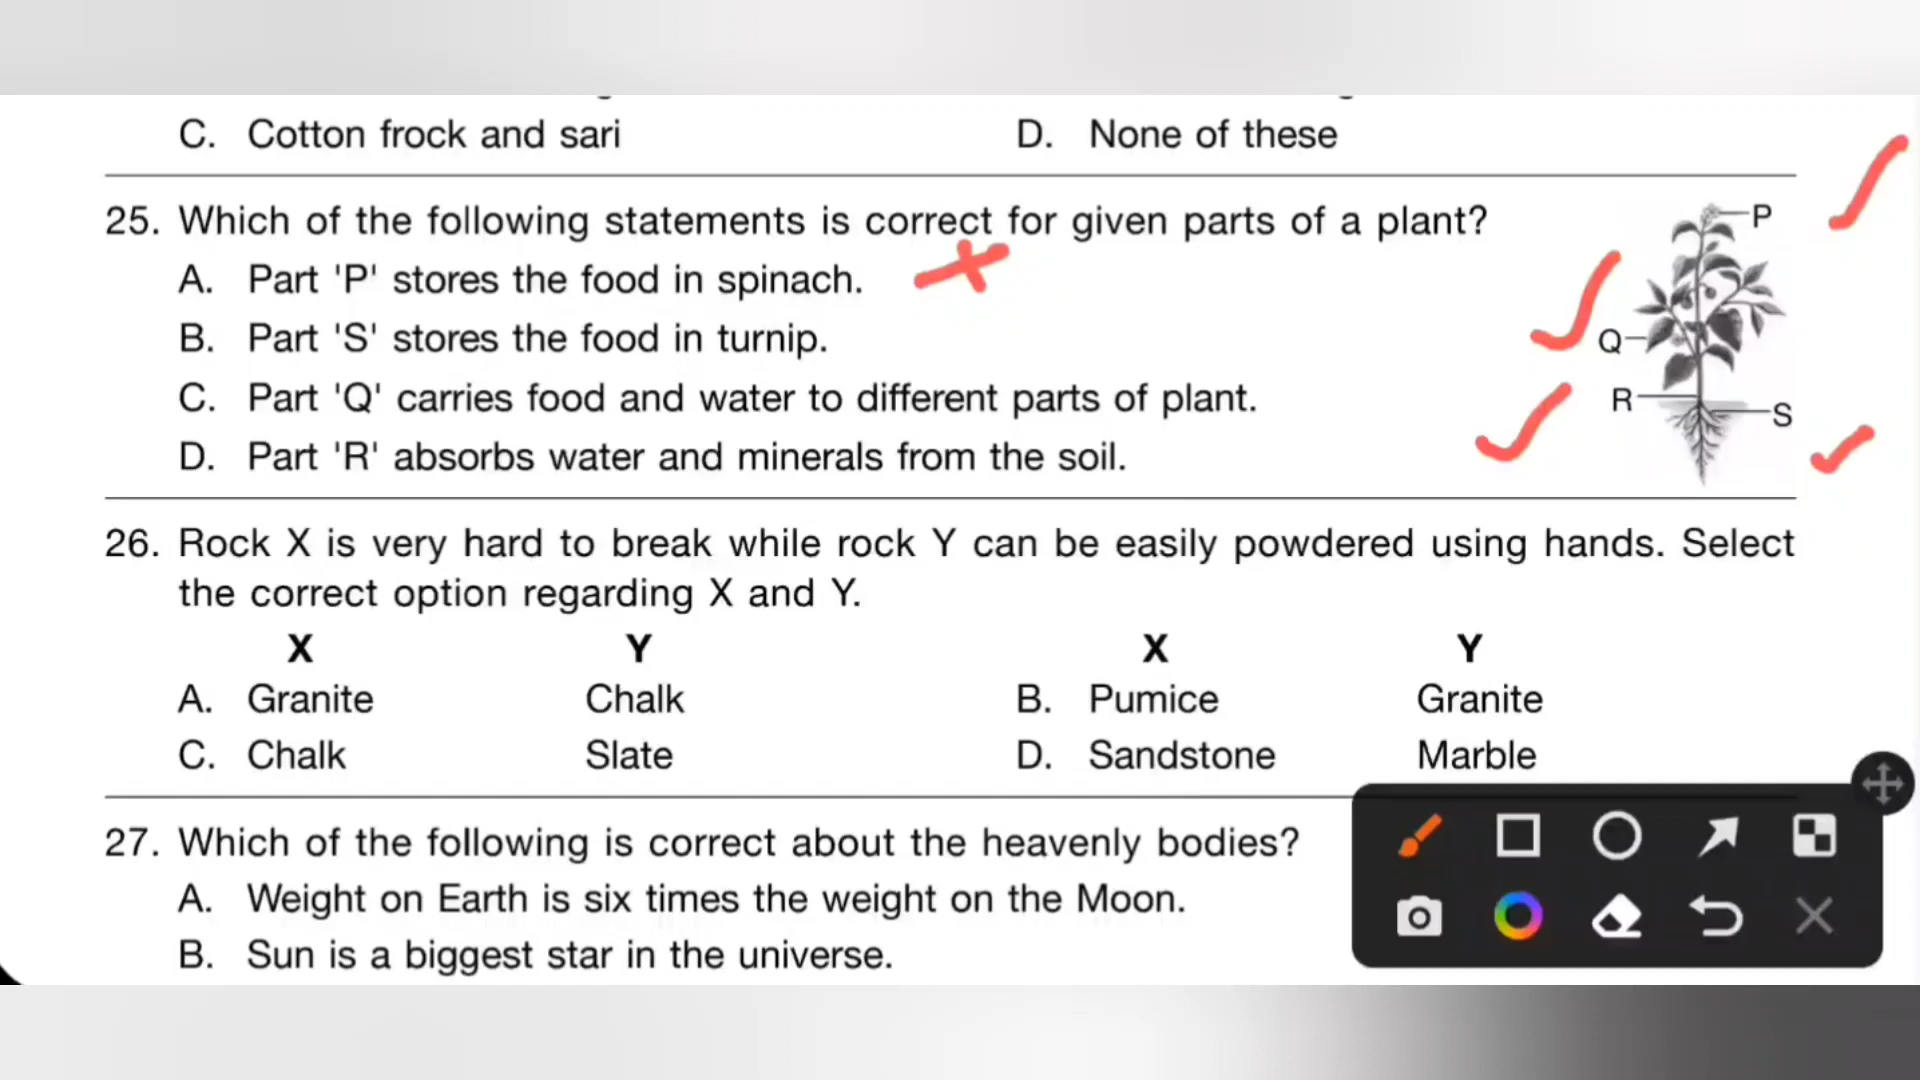 C. Cotton frock and sari D. None of these
25. Which of the following statements is correct for given parts of a plant?
A. Part 'P' stores the food in spinach.
B. Part 'S' stores the food in turnip.
C. Part 'Q' carries food and water to different parts of plant.
D. Part 'R' absorbs water and minerals from the soil.
P
Q
R
S
26. Rock X is very hard to break while rock Y can be easily powdered using hands. Select
the correct option regarding X and Y.
X Y X Y
A. Granite Chalk B. Pumice Granite
C. Chalk Slate D. Sandstone Marble
27. Which of the following is correct about the heavenly bodies?
A. Weight on Earth is six times the weight on the Moon.
B. Sun is a biggest star in the universe.